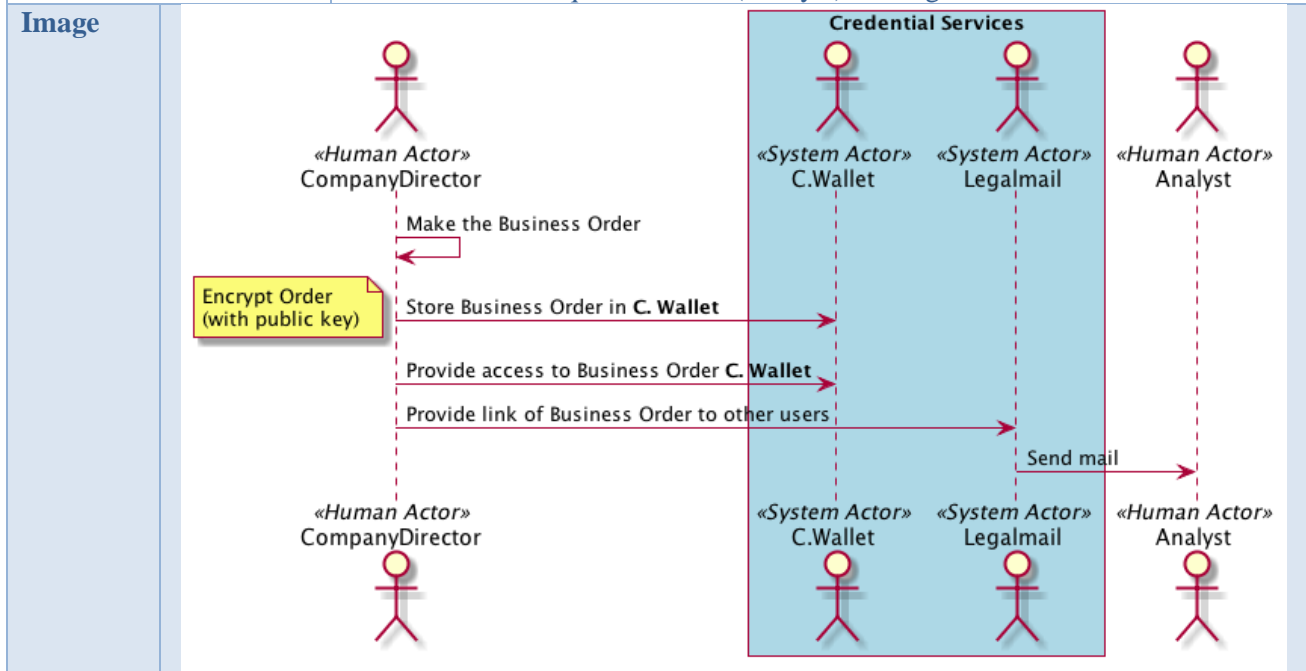 Image
Credential Services
«Human Actor»
CompanyDirector
«System Actor»
C.Wallet
«System Actor»
Legalmail
«Human Actor»
Analyst
Make the Business Order
Encrypt Order
(with public key)
Store Business Order in C. Wallet
Provide access to Business Order C. Wallet
Provide link of Business Order to other users
Send mail
«Human Actor»
CompanyDirector
«System Actor»
C.Wallet
«System Actor»
Legalmail
«Human Actor»
Analyst